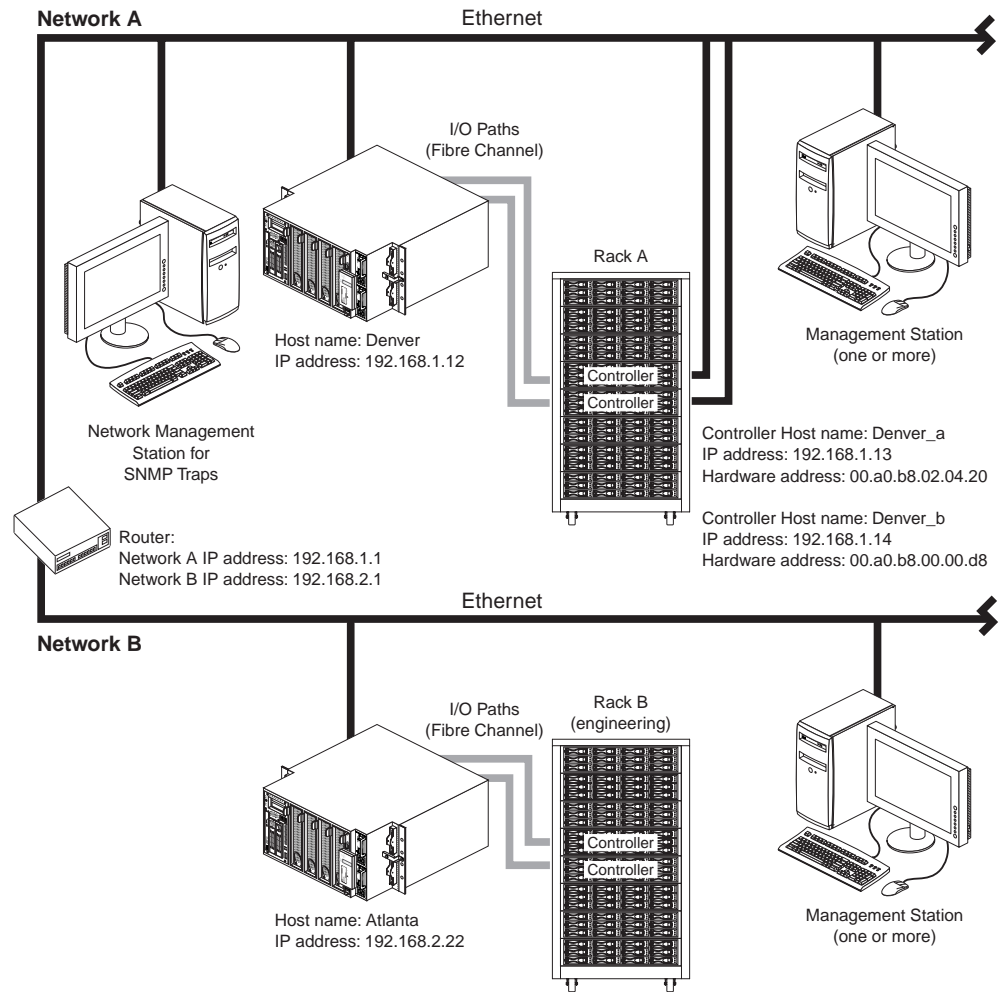 Network A
Ethernet
I/O Paths
(Fibre Channel)
Rack A
Host name: Denver
IP address: 192.168.1.12
Controller
Controller
Management Station
(one or more)
Network Management
Station for
SNMP Traps
Controller Host name: Denver_a
IP address: 192.168.1.13
Hardware address: 00.a0.b8.02.04.20
Controller Host name: Denver_b
IP address: 192.168.1.14
Hardware address: 00.a0.b8.00.00.d8
Router:
Network A IP address: 192.168.1.1
Network B IP address: 192.168.2.1
Ethernet
Network B
I/O Paths
(Fibre Channel)
Rack B
(engineering)
Controller
Controller
Host name: Atlanta
IP address: 192.168.2.22
Management Station
(one or more)